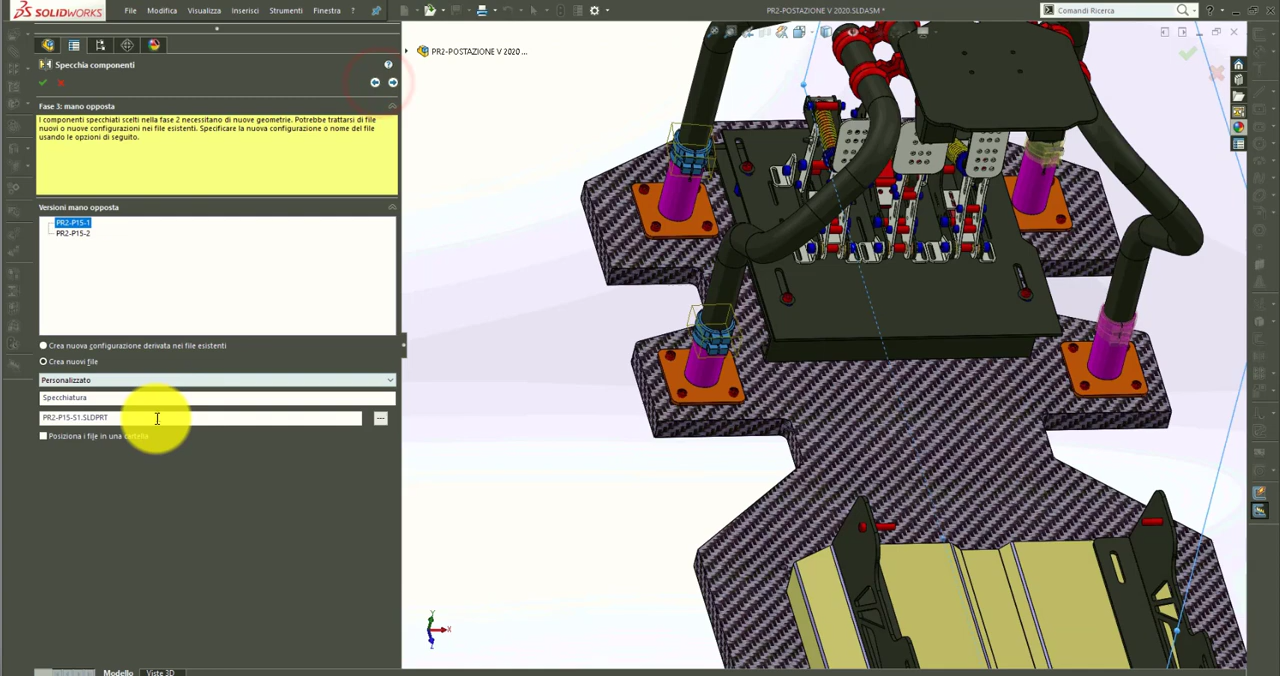 SOLIDWORKS
File
Modifica
Visualizza
Inserisci
Strumenti
Finestra
?
PR2-POSTAZIONE V 2020.SLDASM *
Comandi Ricerca
?
Specchia componenti
PR2-POSTAZIONE V 2020 ...
Fase 3: mano opposta
I componenti specchiati scelti nella fase 2 necessitano di nuove geometrie. Potrebbe trattarsi di file
nuovi o nuove configurazioni nei file esistenti. Specificare la nuova configurazione o nome del file
usando le opzioni di seguito.
Versioni mano opposta
PR2-P15-1
PR2-P15-2
Crea nuova configurazione derivata nei file esistenti
Crea nuovi file
Personalizzato
Specchiatura
PR2-P15-S1.SLDPRT
...
Posiziona i file in una cartella
Y
X
Z
Modello
Viste 3D